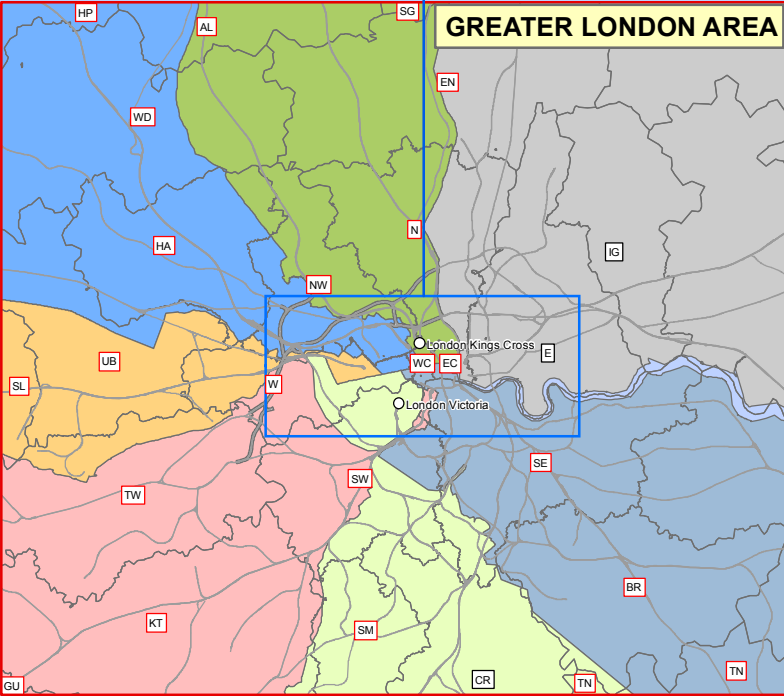 HP
SG
GREATER LONDON AREA
AL
EN
WD
N
HA
IG
NW
London Kings Cross
E
UB
WC
EC
SL
W
London Victoria
SE
SW
TW
BR
KT
SM
TN
CR
TN
GU